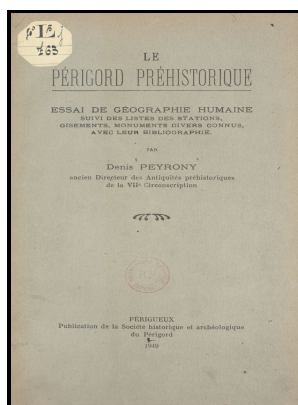 LE
PÉRIGORD PRÉHISTORIQUE
ESSAI DE GÉOGRAPHIE HUMAINE
SUIVI DES LISTES DES STATIONS,
GISEMENTS, MONUMENTS DIVERS CONNUS,
AVEC LEUR BIBLIOGRAPHIE.
PAR
Denis PEYRONY
ancien Directeur des Antiquités préhistoriques
de la VIIe Circonscription
PÉRIGUEUX
Publication de la Société historique et archéologique
du Périgord
1949